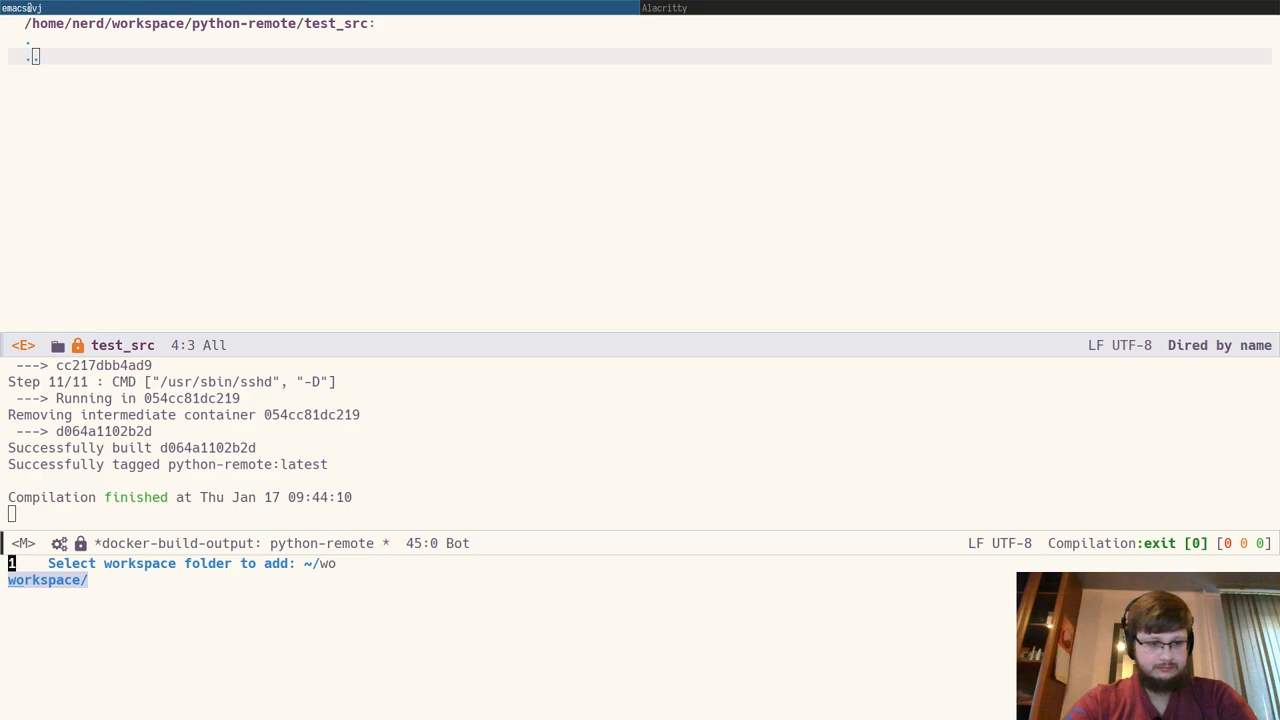 emacs@vj
Alacritty
/home/nerd/workspace/python-remote/test_src:
.
..
<E> test_src 4:3 All LF UTF-8 Dired by name
---> cc217dbb4ad9
Step 11/11 : CMD ["/usr/sbin/sshd", "-D"]
---> Running in 054cc81dc219
Removing intermediate container 054cc81dc219
---> d064a1102b2d
Successfully built d064a1102b2d
Successfully tagged python-remote:latest
Compilation finished at Thu Jan 17 09:44:10
<M> *docker-build-output: python-remote * 45:0 Bot LF UTF-8 Compilation:exit [0] [0 0 0]
1 Select workspace folder to add: ~/wo
workspace/